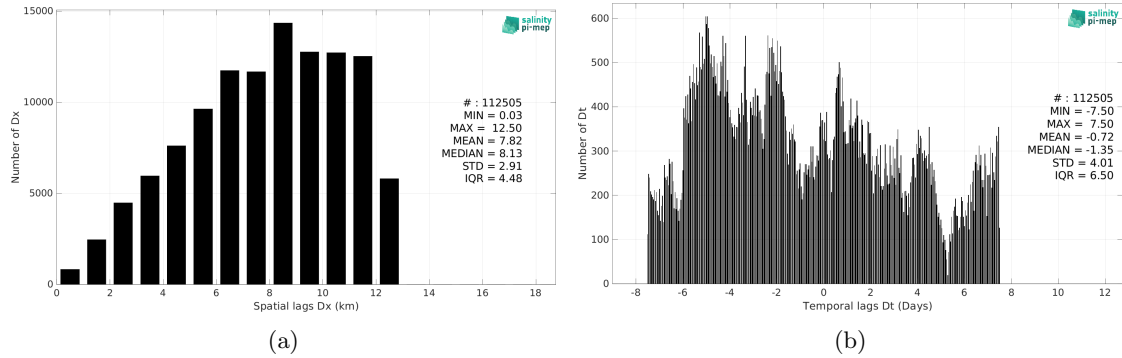 salinity
pi-mep
15000
10000
5000
0
Number of Dx
# : 112505
MIN = 0.03
MAX = 12.50
MEAN = 7.82
MEDIAN = 8.13
STD = 2.91
IQR = 4.48
0 2 4 6 8 10 12 14 16 18
Spatial lags Dx (km)
(a)
salinity
pi-mep
600
500
400
300
200
100
0
Number of Dt
# : 112505
MIN = -7.50
MAX = 7.50
MEAN = -0.72
MEDIAN = -1.35
STD = 4.01
IQR = 6.50
-8 -6 -4 -2 0 2 4 6 8 10 12
Temporal lags Dt (Days)
(b)